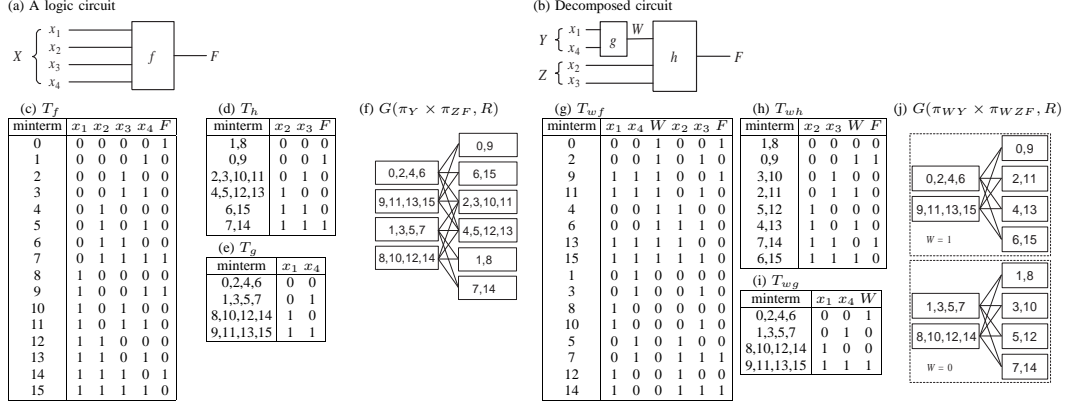 (a) A logic circuit
X
x1
x2
x3
x4
f
F
(b) Decomposed circuit
Y
x1
x4
g
W
Z
x2
x3
h
F
(c) Tf
minterm x1 x2 x3 x4 F
0 0 0 0 0 1
1 0 0 0 1 0
2 0 0 1 0 0
3 0 0 1 1 0
4 0 1 0 0 0
5 0 1 0 1 0
6 0 1 1 0 0
7 0 1 1 1 1
8 1 0 0 0 0
9 1 0 0 1 1
10 1 0 1 0 0
11 1 0 1 1 0
12 1 1 0 0 0
13 1 1 0 1 0
14 1 1 1 0 1
15 1 1 1 1 0
(d) Th
minterm x2 x3 F
1,8 0 0 0
0,9 0 0 1
2,3,10,11 0 1 0
4,5,12,13 1 0 0
6,15 1 1 0
7,14 1 1 1
(e) Tg
minterm x1 x4
0,2,4,6 0 0
1,3,5,7 0 1
8,10,12,14 1 0
9,11,13,15 1 1
(f) G(πY × πZF, R)
0,2,4,6
9,11,13,15
1,3,5,7
8,10,12,14
0,9
6,15
2,3,10,11
4,5,12,13
1,8
7,14
(g) Twf
minterm x1 x4 W x2 x3 F
0 0 0 1 0 0 1
2 0 0 1 0 1 0
9 1 1 1 0 0 1
11 1 1 1 0 1 0
4 0 0 1 1 0 0
6 0 0 1 1 1 0
13 1 1 1 1 0 0
15 1 1 1 1 1 0
1 0 1 0 0 0 0
3 0 1 0 0 1 0
8 1 0 0 0 0 0
10 1 0 0 0 1 0
5 0 1 0 1 0 0
7 0 1 0 1 1 1
12 1 0 0 1 0 0
14 1 0 0 1 1 1
(h) Twh
minterm x2 x3 W F
1,8 0 0 0 0
0,9 0 0 1 1
3,10 0 1 0 0
2,11 0 1 1 0
5,12 1 0 0 0
4,13 1 0 1 0
7,14 1 1 0 1
6,15 1 1 1 0
(i) Twg
minterm x1 x4 W
0,2,4,6 0 0 1
1,3,5,7 0 1 0
8,10,12,14 1 0 0
9,11,13,15 1 1 1
(j) G(πWY × πWZF, R)
0,2,4,6
9,11,13,15
W = 1
0,9
2,11
4,13
6,15
1,3,5,7
8,10,12,14
W = 0
1,8
3,10
5,12
7,14